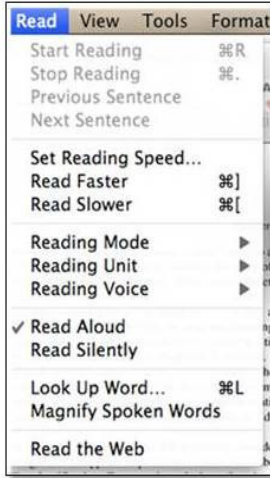 Read View Tools Format
Start Reading ⌘R
Stop Reading ⌘.
Previous Sentence
Next Sentence
Set Reading Speed...
Read Faster ⌘]
Read Slower ⌘[
Reading Mode ▶
Reading Unit ▶
Reading Voice ▶
✓ Read Aloud
Read Silently
Look Up Word... ⌘L
Magnify Spoken Words
Read the Web